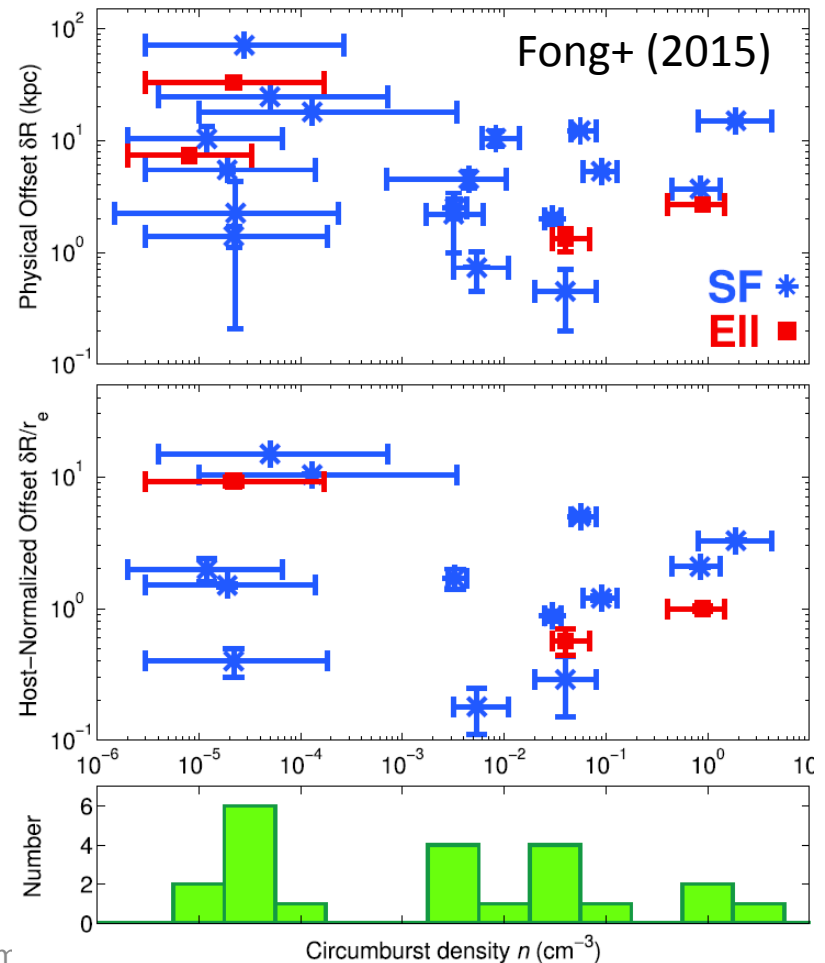 Fong+ (2015)
Physical Offset δR (kpc)
10²
10¹
10⁰
10⁻¹
SF
Ell
Host−Normalized Offset δR/rₑ
10¹
10⁰
10⁻¹
10⁻⁶ 10⁻⁵ 10⁻⁴ 10⁻³ 10⁻² 10⁻¹ 10⁰
Number
6
4
2
0
Circumburst density n (cm⁻³)